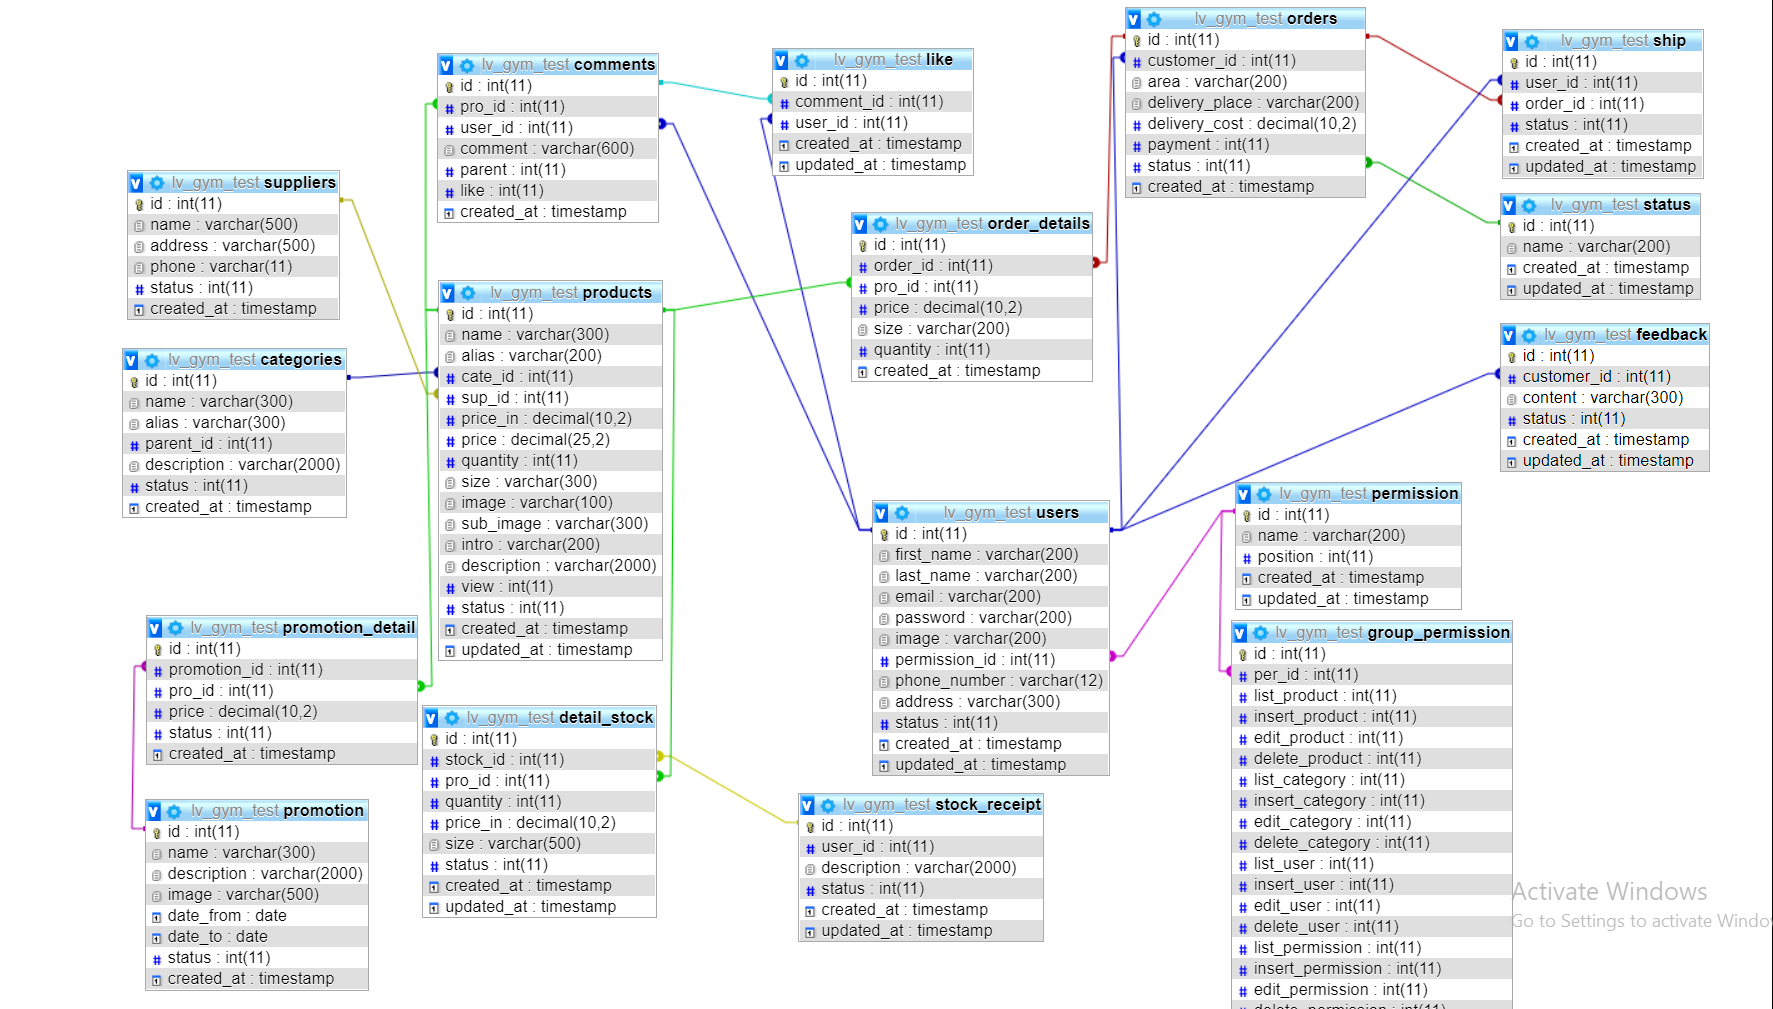 lv_gym_test suppliers
id : int(11)
name : varchar(500)
address : varchar(500)
phone : varchar(11)
status : int(11)
created_at : timestamp
lv_gym_test categories
id : int(11)
name : varchar(300)
alias : varchar(300)
parent_id : int(11)
description : varchar(2000)
status : int(11)
created_at : timestamp
lv_gym_test promotion_detail
id : int(11)
promotion_id : int(11)
pro_id : int(11)
price : decimal(10,2)
status : int(11)
created_at : timestamp
lv_gym_test promotion
id : int(11)
name : varchar(300)
description : varchar(2000)
image : varchar(500)
date_from : date
date_to : date
status : int(11)
created_at : timestamp
lv_gym_test comments
id : int(11)
pro_id : int(11)
user_id : int(11)
comment : varchar(600)
parent : int(11)
like : int(11)
created_at : timestamp
lv_gym_test products
id : int(11)
name : varchar(300)
alias : varchar(200)
cate_id : int(11)
sup_id : int(11)
price_in : decimal(10,2)
price : decimal(25,2)
quantity : int(11)
size : varchar(300)
image : varchar(100)
sub_image : varchar(300)
intro : varchar(200)
description : varchar(2000)
view : int(11)
status : int(11)
created_at : timestamp
updated_at : timestamp
lv_gym_test detail_stock
id : int(11)
stock_id : int(11)
pro_id : int(11)
quantity : int(11)
price_in : decimal(10,2)
size : varchar(500)
status : int(11)
created_at : timestamp
updated_at : timestamp
lv_gym_test like
id : int(11)
comment_id : int(11)
user_id : int(11)
created_at : timestamp
updated_at : timestamp
lv_gym_test order_details
id : int(11)
order_id : int(11)
pro_id : int(11)
price : decimal(10,2)
size : varchar(200)
quantity : int(11)
created_at : timestamp
lv_gym_test users
id : int(11)
first_name : varchar(200)
last_name : varchar(200)
email : varchar(200)
password : varchar(200)
image : varchar(200)
permission_id : int(11)
phone_number : varchar(12)
address : varchar(300)
status : int(11)
created_at : timestamp
updated_at : timestamp
lv_gym_test stock_receipt
id : int(11)
user_id : int(11)
description : varchar(2000)
status : int(11)
created_at : timestamp
updated_at : timestamp
lv_gym_test orders
id : int(11)
customer_id : int(11)
area : varchar(200)
delivery_place : varchar(200)
delivery_cost : decimal(10,2)
payment : int(11)
status : int(11)
created_at : timestamp
lv_gym_test ship
id : int(11)
user_id : int(11)
order_id : int(11)
status : int(11)
created_at : timestamp
updated_at : timestamp
lv_gym_test status
id : int(11)
name : varchar(200)
created_at : timestamp
updated_at : timestamp
lv_gym_test feedback
id : int(11)
customer_id : int(11)
content : varchar(300)
status : int(11)
created_at : timestamp
updated_at : timestamp
lv_gym_test permission
id : int(11)
name : varchar(200)
position : int(11)
created_at : timestamp
updated_at : timestamp
lv_gym_test group_permission
id : int(11)
per_id : int(11)
list_product : int(11)
insert_product : int(11)
edit_product : int(11)
delete_product : int(11)
list_category : int(11)
insert_category : int(11)
edit_category : int(11)
delete_category : int(11)
list_user : int(11)
insert_user : int(11)
edit_user : int(11)
delete_user : int(11)
list_permission : int(11)
insert_permission : int(11)
edit_permission : int(11)
delete_permission : int(11)
Activate Windows
Go to Settings to activate Windo